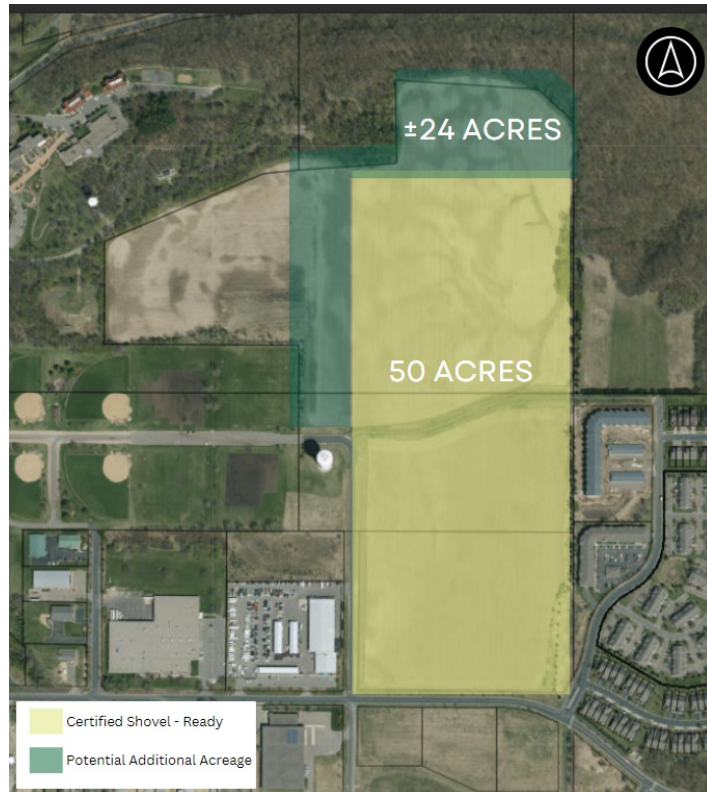 ±24 ACRES
50 ACRES
Certified Shovel - Ready
Potential Additional Acreage